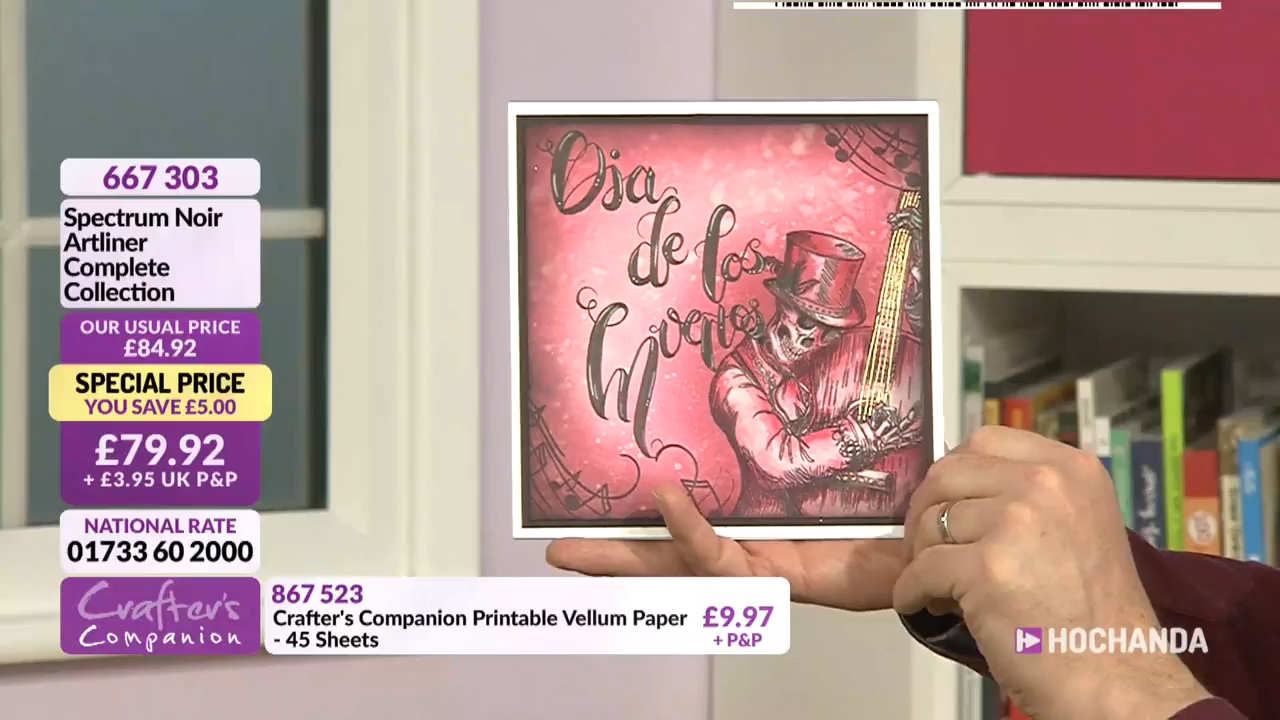 667 303
Spectrum Noir
Artliner
Complete
Collection
OUR USUAL PRICE
£84.92
SPECIAL PRICE
YOU SAVE £5.00
£79.92
+ £3.95 UK P&P
NATIONAL RATE
01733 60 2000
Crafter's
Companion
867 523
Crafter's Companion Printable Vellum Paper
- 45 Sheets
£9.97
+ P&P
Dia
de los
Muertos
HOCHANDA